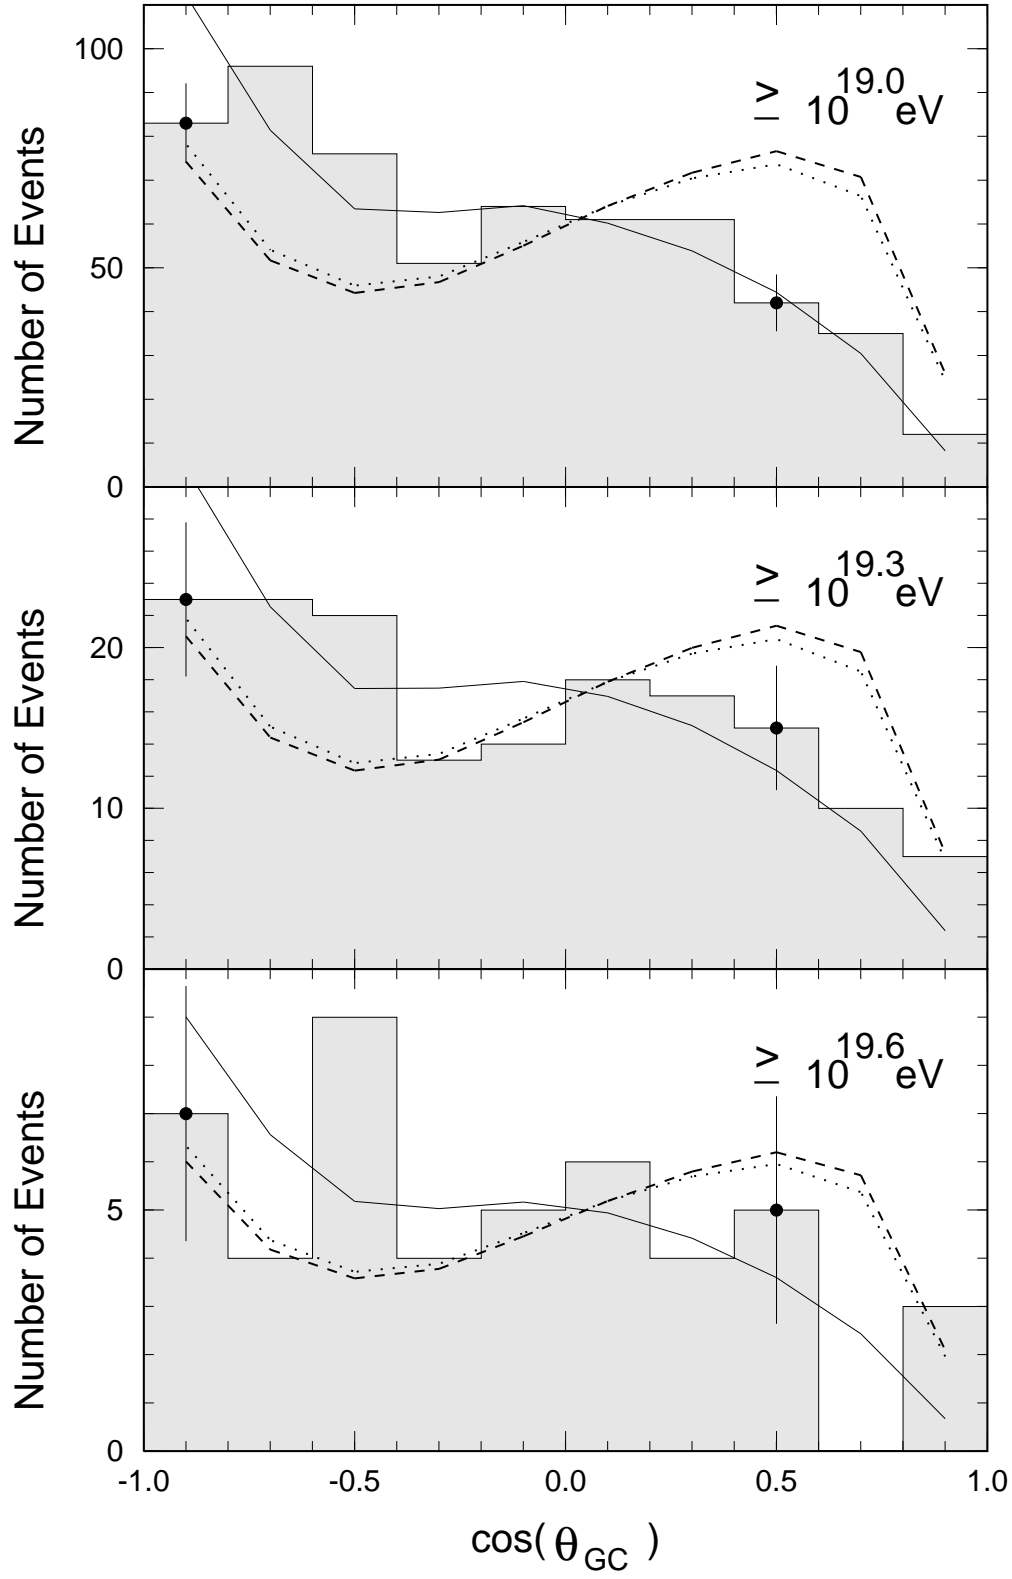 Number of Events
100
50
0
≥ 10^19.0 eV
Number of Events
20
10
0
≥ 10^19.3 eV
Number of Events
5
0
≥ 10^19.6 eV
-1.0 -0.5 0.0 0.5 1.0
cos( θ_GC )